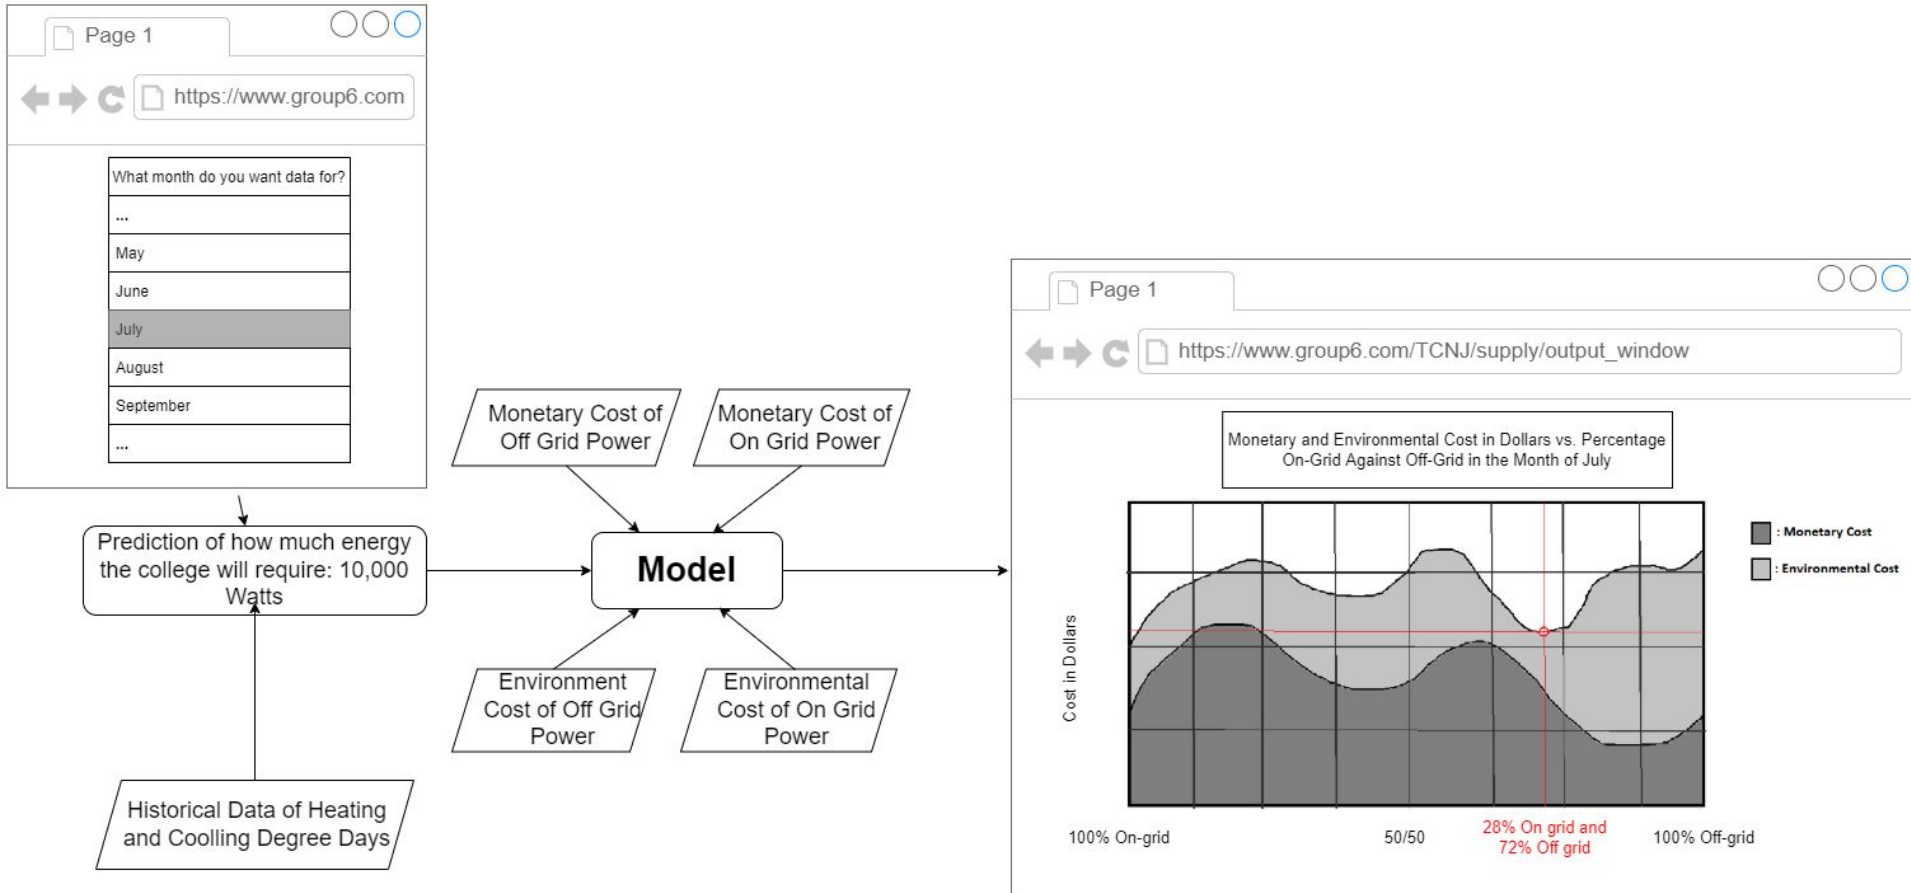 Page 1
https://www.group6.com
What month do you want data for?
...
May
June
July
August
September
...
Prediction of how much energy
the college will require: 10,000
Watts
Historical Data of Heating
and Coolling Degree Days
Monetary Cost of
Off Grid Power
Monetary Cost of
On Grid Power
Model
Environment
Cost of Off Grid
Power
Environmental
Cost of On Grid
Power
Page 1
https://www.group6.com/TCNJ/supply/output_window
Monetary and Environmental Cost in Dollars vs. Percentage
On-Grid Against Off-Grid in the Month of July
: Monetary Cost
: Environmental Cost
Cost in Dollars
100% On-grid
50/50
28% On grid and
72% Off grid
100% Off-grid